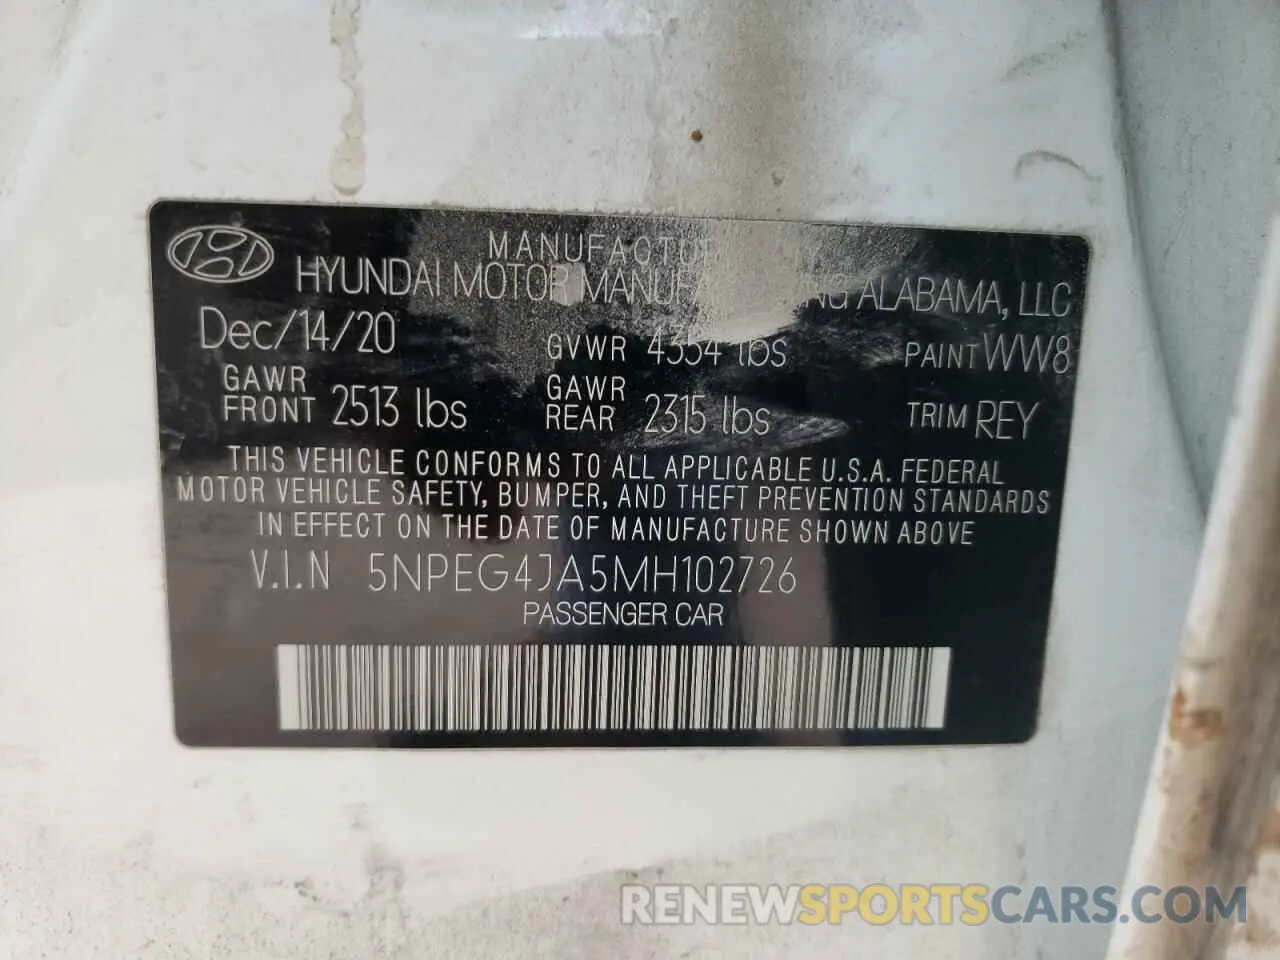 HYUNDAI MOTOR ALABAMA, LLC
Dec/14/20 GVWR 4354 lbs PAINT WW8
GAWR FRONT 2513 lbs GAWR REAR 2315 lbs TRIM REY
THIS VEHICLE CONFORMS TO ALL APPLICABLE U.S.A. FEDERAL
MOTOR VEHICLE SAFETY, BUMPER, AND THEFT PREVENTION STANDARDS
IN EFFECT ON THE DATE OF MANUFACTURE SHOWN ABOVE
V.I.N 5NPEG4JA5MH102726
PASSENGER CAR
RENEWSPORTSCARS.COM